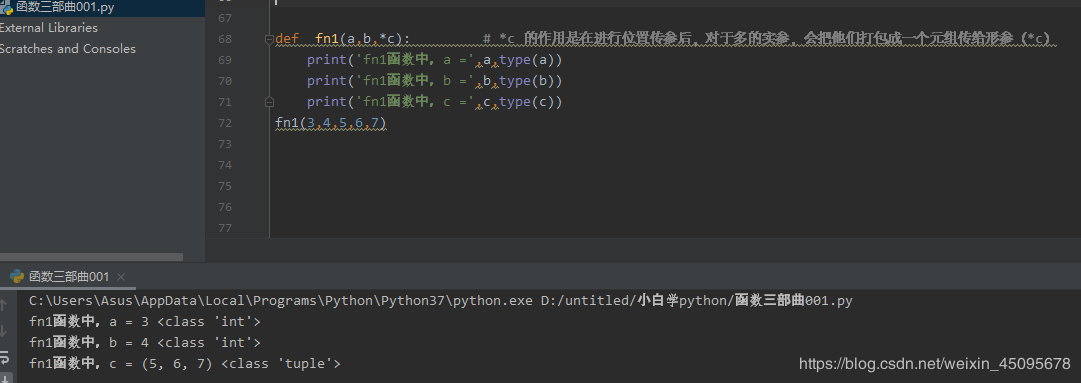 函数三部曲001.py
External Libraries
Scratches and Consoles
67
68 def fn1(a,b,*c): # *c 的作用是在进行位置传参后，对于多的实参，会把他们打包成一个元组传给形参（*c）
69 print('fn1函数中，a =',a,type(a))
70 print('fn1函数中，b =',b,type(b))
71 print('fn1函数中，c =',c,type(c))
72 fn1(3,4,5,6,7)
73
74
75
76
77
函数三部曲001 ×
C:\Users\Asus\AppData\Local\Programs\Python\Python37\python.exe D:/untitled/小白学python/函数三部曲001.py
fn1函数中，a = 3 <class 'int'>
fn1函数中，b = 4 <class 'int'>
fn1函数中，c = (5, 6, 7) <class 'tuple'>
https://blog.csdn.net/weixin_45095678